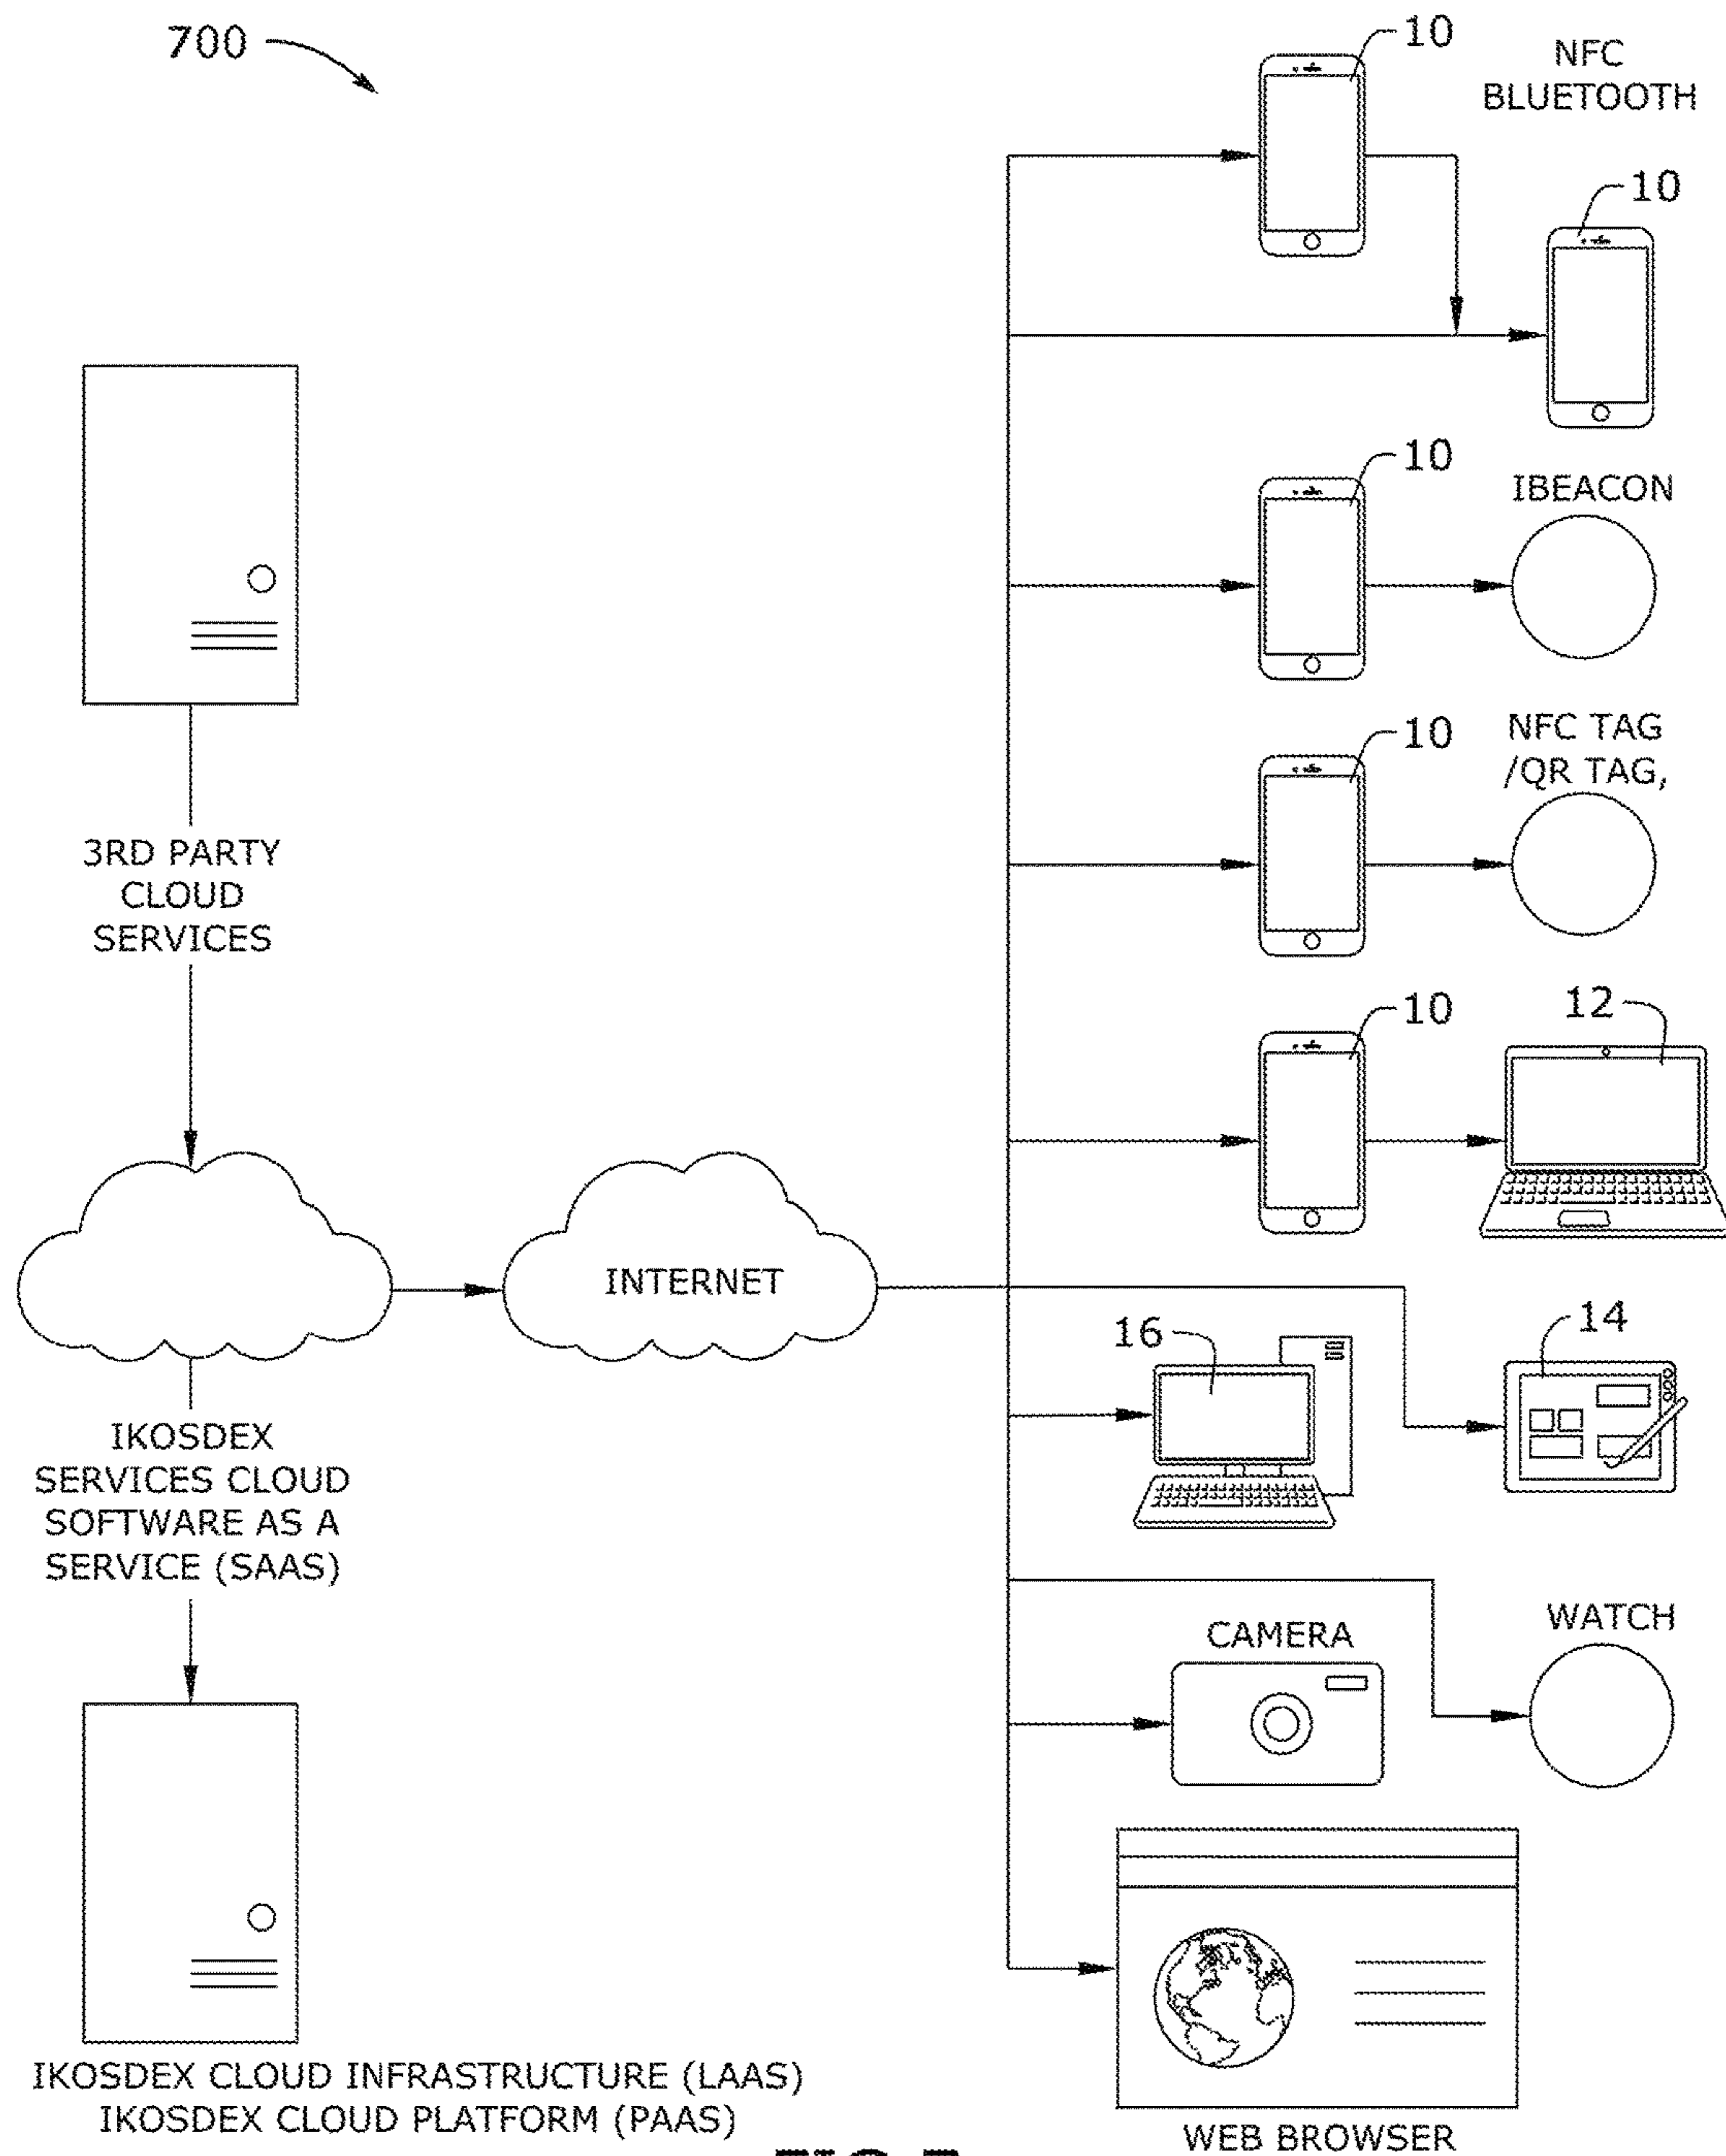 700
10
NFC
BLUETOOTH
10
10
IBEACON
10
NFC TAG
/QR TAG,
3RD PARTY
CLOUD
SERVICES
10
12
INTERNET
16
14
IKOSDEX
SERVICES CLOUD
SOFTWARE AS A
SERVICE (SAAS)
CAMERA
WATCH
IKOSDEX CLOUD INFRASTRUCTURE (LAAS)
IKOSDEX CLOUD PLATFORM (PAAS)
WEB BROWSER